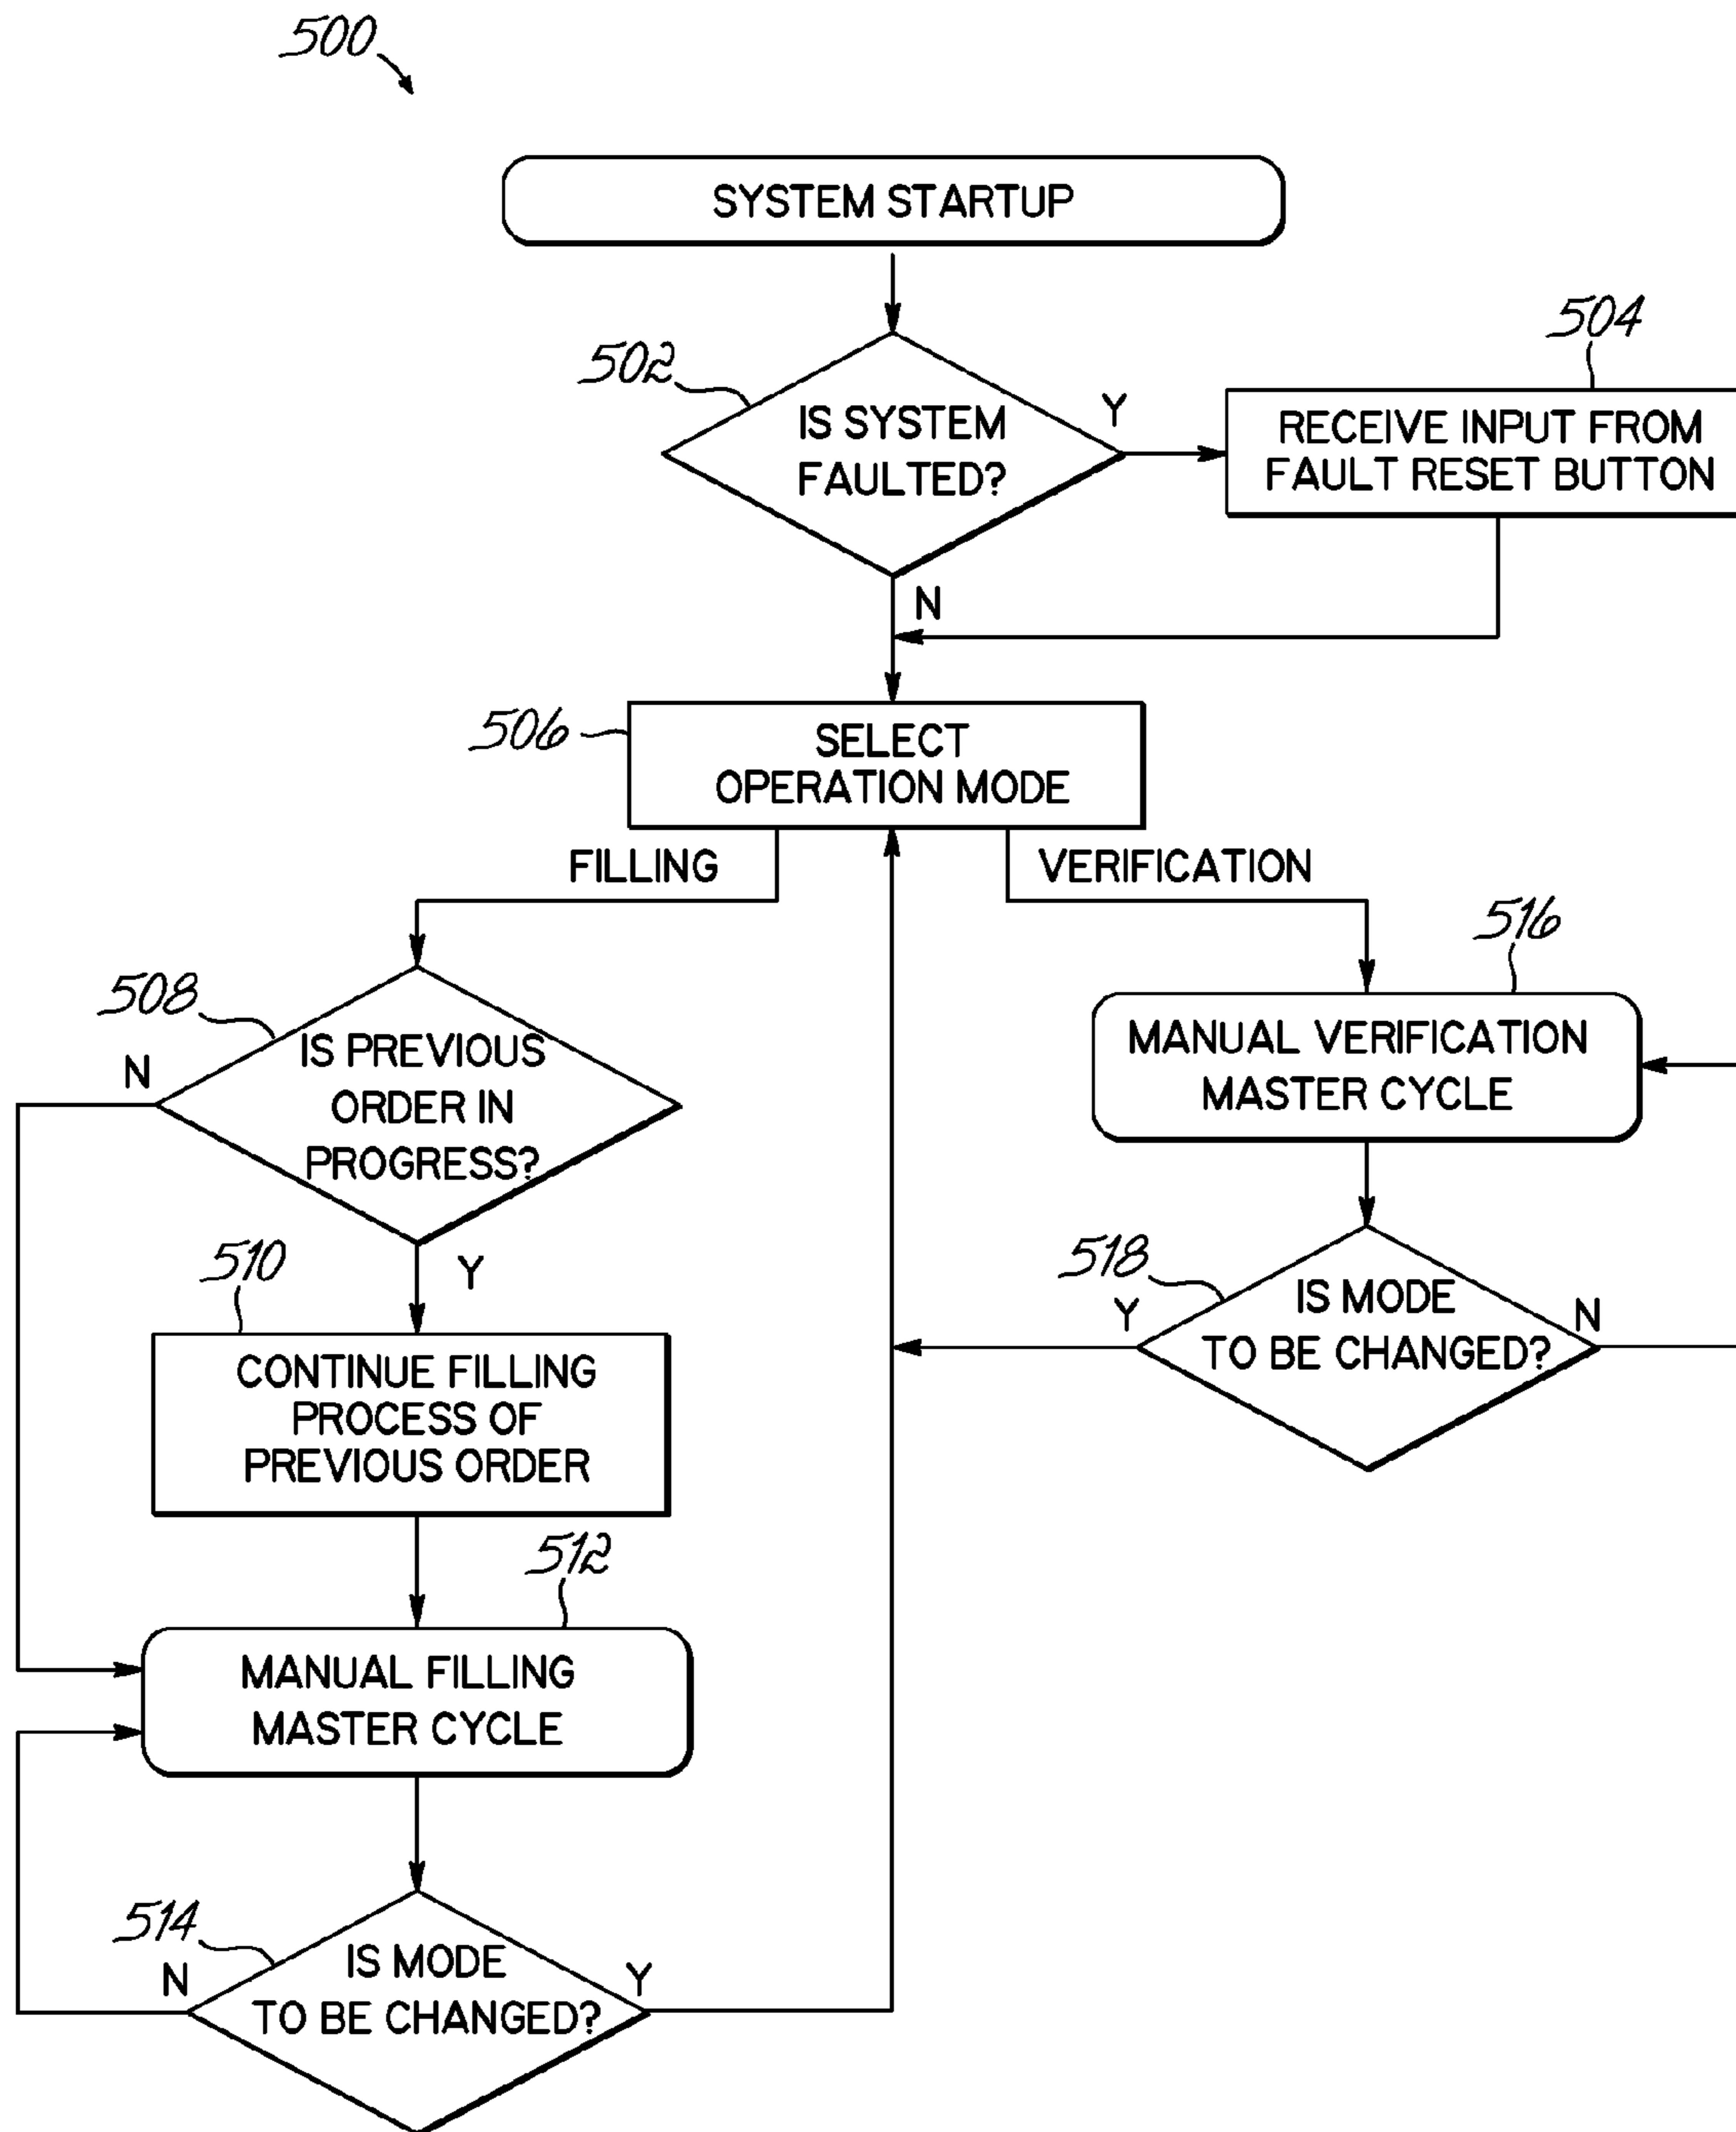 500
SYSTEM STARTUP
502
IS SYSTEM
FAULTED?
Y
N
504
RECEIVE INPUT FROM
FAULT RESET BUTTON
506
SELECT
OPERATION MODE
FILLING
VERIFICATION
508
IS PREVIOUS
ORDER IN
PROGRESS?
N
Y
510
CONTINUE FILLING
PROCESS OF
PREVIOUS ORDER
512
MANUAL FILLING
MASTER CYCLE
514
IS MODE
TO BE CHANGED?
N
Y
516
MANUAL VERIFICATION
MASTER CYCLE
518
IS MODE
TO BE CHANGED?
Y
N